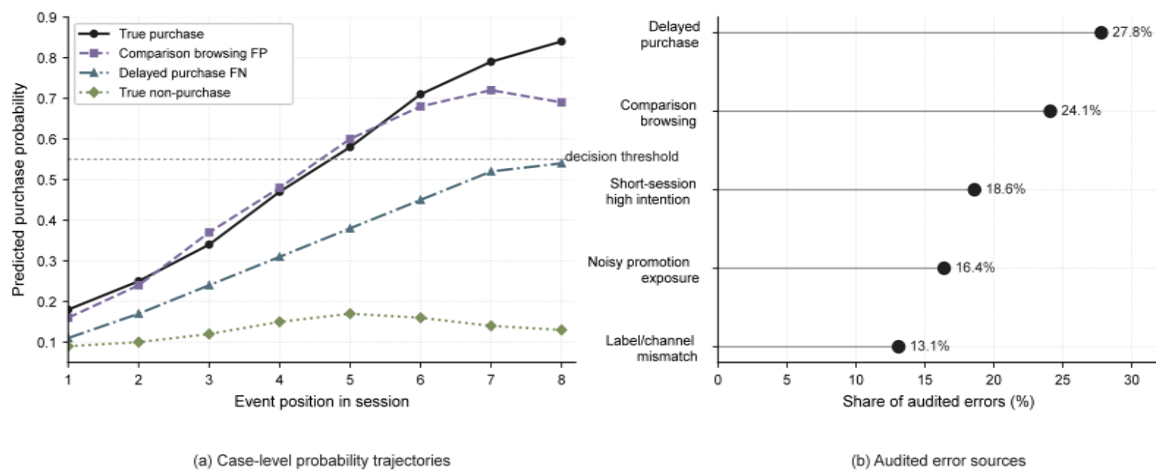 0.9
0.8
0.7
0.6
0.5
0.4
0.3
0.2
0.1
Predicted purchase probability
True purchase
Comparison browsing FP
Delayed purchase FN
True non-purchase
decision threshold
1 2 3 4 5 6 7 8
Event position in session
(a) Case-level probability trajectories
Delayed
purchase
27.8%
Comparison
browsing
24.1%
Short-session
high intention
18.6%
Noisy promotion
exposure
16.4%
Label/channel
mismatch
13.1%
0 5 10 15 20 25 30
Share of audited errors (%)
(b) Audited error sources